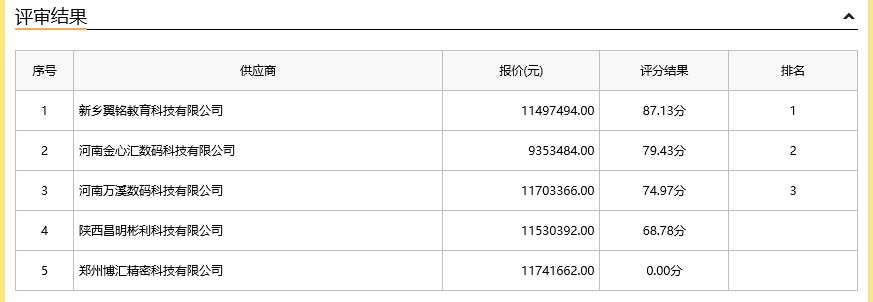 评审结果
序号 供应商 报价(元) 评分结果 排名
1 新乡翼铭教育科技有限公司 11497494.00 87.13分 1
2 河南金心汇数码科技有限公司 9353484.00 79.43分 2
3 河南万溪数码科技有限公司 11703366.00 74.97分 3
4 陕西昌明彬利科技有限公司 11530392.00 68.78分
5 郑州博汇精密科技有限公司 11741662.00 0.00分